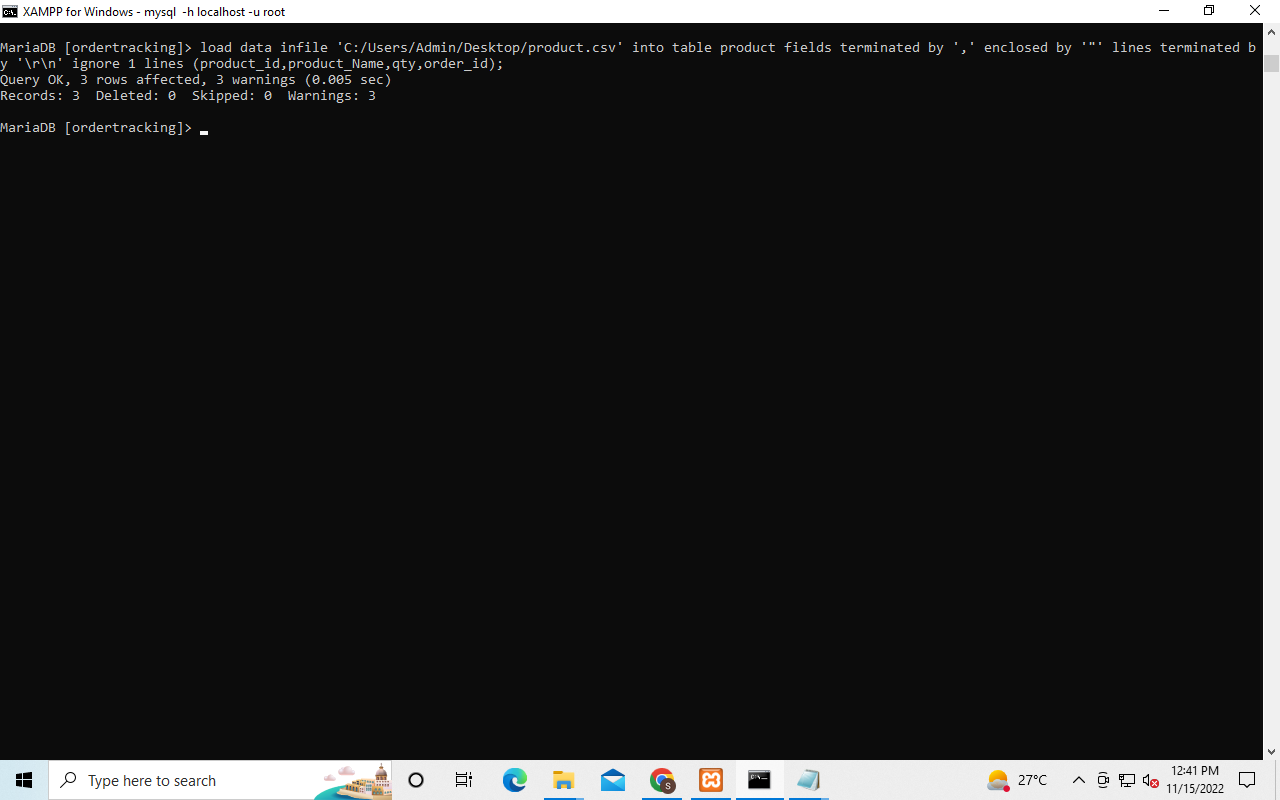 XAMPP for Windows - mysql  -h localhost -u root
MariaDB [ordertracking]> load data infile 'C:/Users/Admin/Desktop/product.csv' into table product fields terminated by ',' enclosed by '"' lines terminated b
y '\r\n' ignore 1 lines (product_id,product_Name,qty,order_id);
Query OK, 3 rows affected, 3 warnings (0.005 sec)
Records: 3  Deleted: 0  Skipped: 0  Warnings: 3
MariaDB [ordertracking]>
Type here to search
S
27°C
12:41 PM
11/15/2022